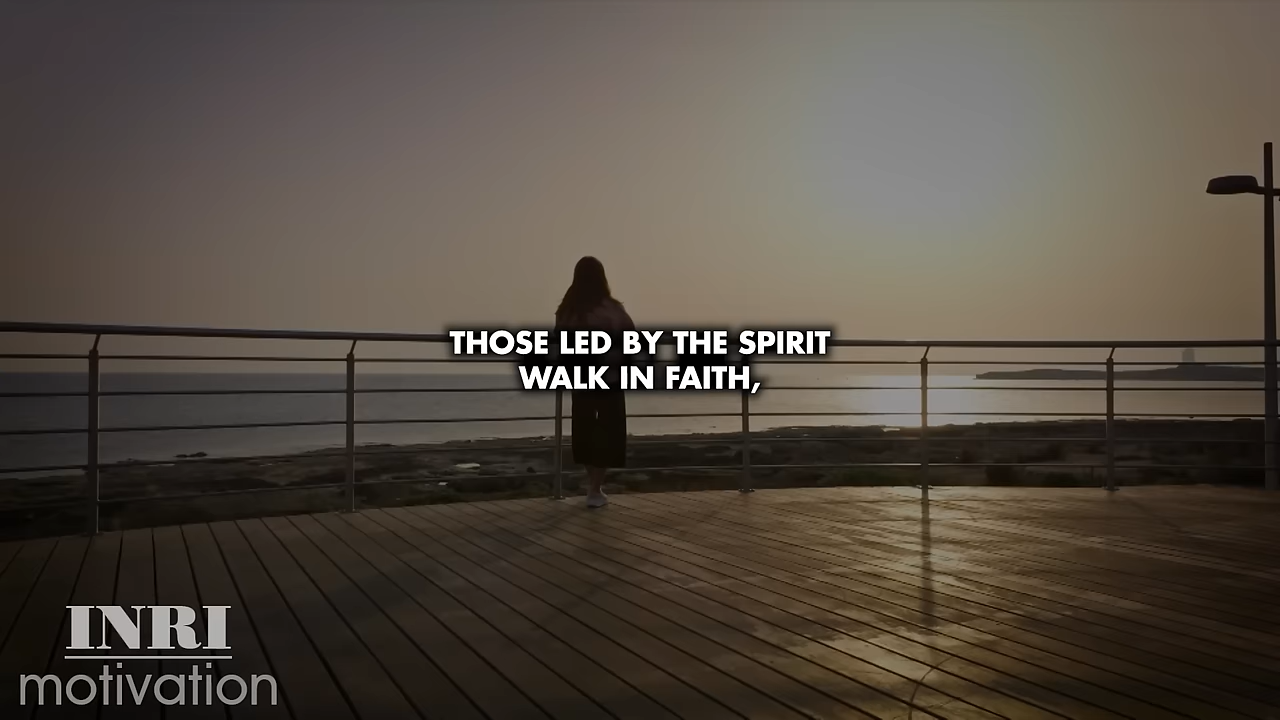 THOSE LED BY THE SPIRIT
WALK IN FAITH,
INRI
motivation